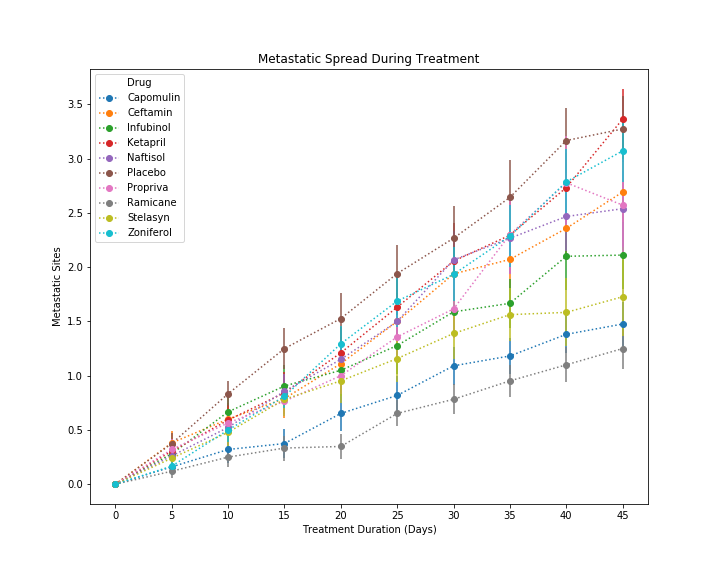 Metastatic Spread During Treatment
Drug
Capomulin
Ceftamin
Infubinol
Ketapril
Naftisol
Placebo
Propriva
Ramicane
Stelasyn
Zoniferol
Metastatic Sites
3.5
3.0
2.5
2.0
1.5
1.0
0.5
0.0
0 5 10 15 20 25 30 35 40 45
Treatment Duration (Days)